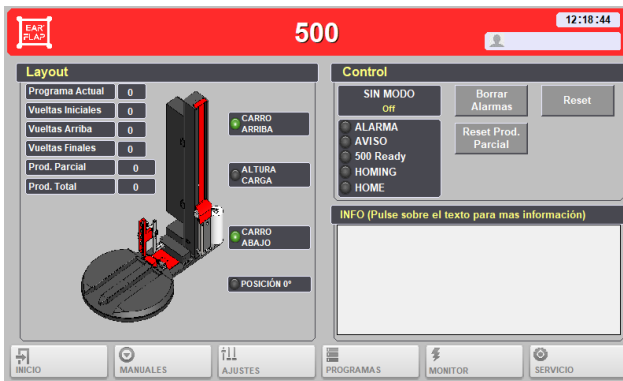 EAR
FLAP
500
12:18:44
Layout
Programa Actual 0
Vueltas Iniciales 0
Vueltas Arriba 0
Vueltas Finales 0
Prod. Parcial 0
Prod. Total 0
CARRO
ARRIBA
ALTURA
CARGA
CARRO
ABAJO
POSICIÓN 0º
Control
SIN MODO
Off
Borrar
Alarmas
Reset
ALARMA
AVISO
500 Ready
HOMING
HOME
Reset Prod.
Parcial
INFO (Pulse sobre el texto para mas información)
INICIO
MANUALES
AJUSTES
PROGRAMAS
MONITOR
SERVICIO